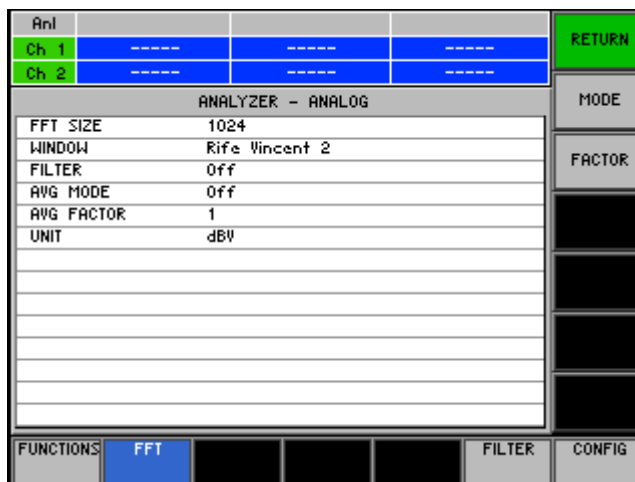 Anl
Ch 1 ----- ----- -----
Ch 2 ----- ----- -----
ANALYZER - ANALOG
FFT SIZE 1024
WINDOW Rife Vincent 2
FILTER Off
AVG MODE Off
AVG FACTOR 1
UNIT dBV
RETURN
MODE
FACTOR
FUNCTIONS FFT FILTER CONFIG